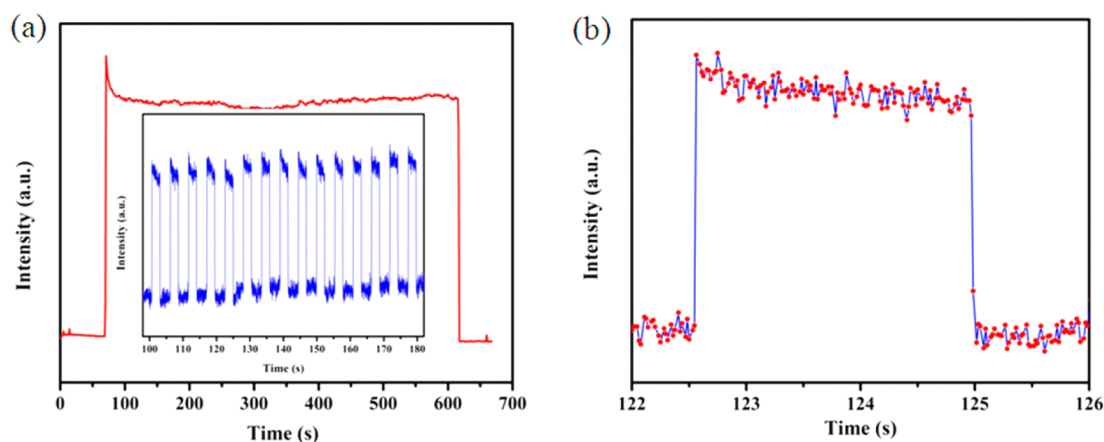 (a)
Intensity (a.u.)
Intensity (a.u.)
100 110 120 130 140 150 160 170 180
Time (s)
0 100 200 300 400 500 600 700
Time (s)
(b)
Intensity (a.u.)
122 123 124 125 126
Time (s)